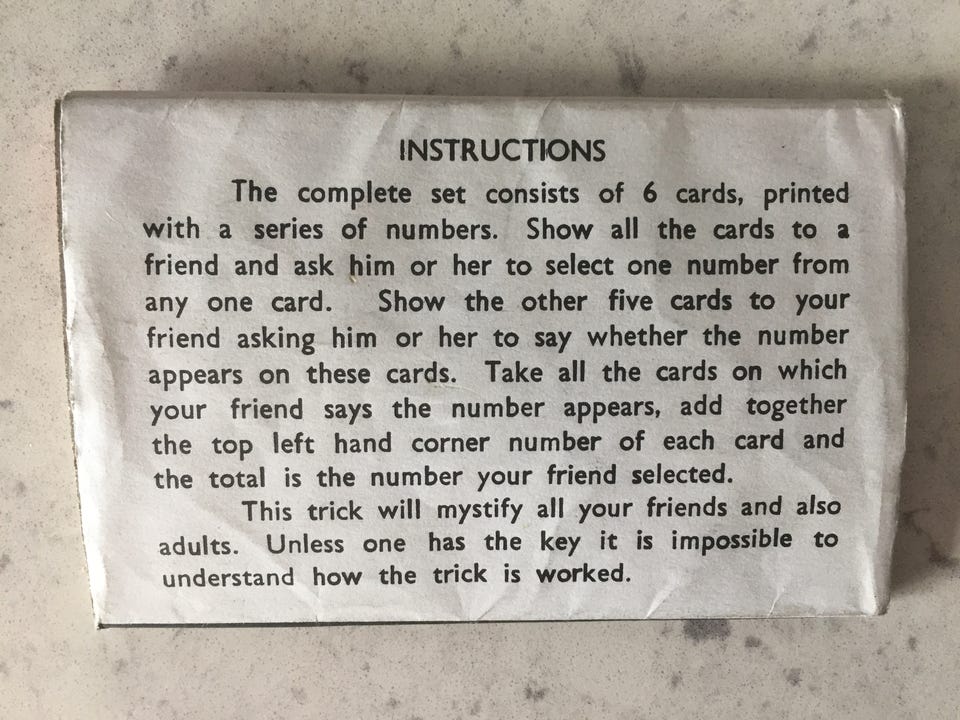 INSTRUCTIONS
The complete set consists of 6 cards, printed
with a series of numbers. Show all the cards to a
friend and ask him or her to select one number from
any one card. Show the other five cards to your
friend asking him or her to say whether the number
appears on these cards. Take all the cards on which
your friend says the number appears, add together
the top left hand corner number of each card and
the total is the number your friend selected.
This trick will mystify all your friends and also
adults. Unless one has the key it is impossible to
understand how the trick is worked.